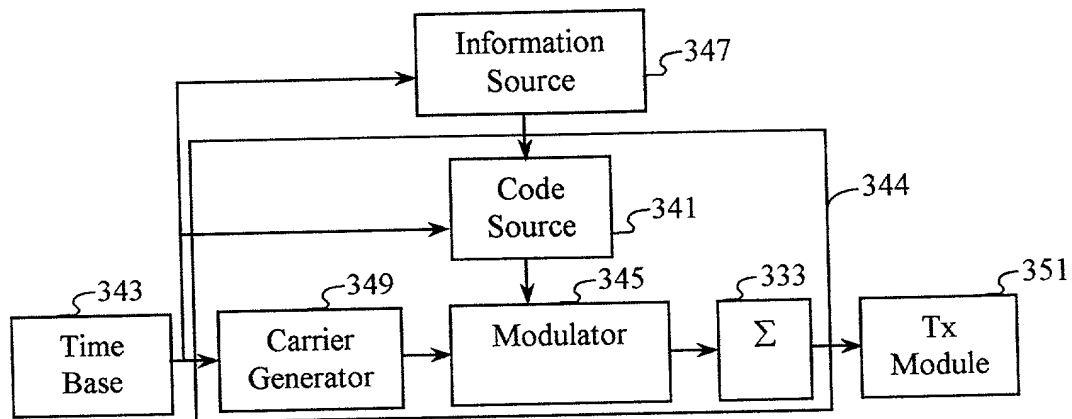 Information
Source
347
Code
Source
341
344
343
349
345
333
351
Time
Base
Carrier
Generator
Modulator
Σ
Tx
Module